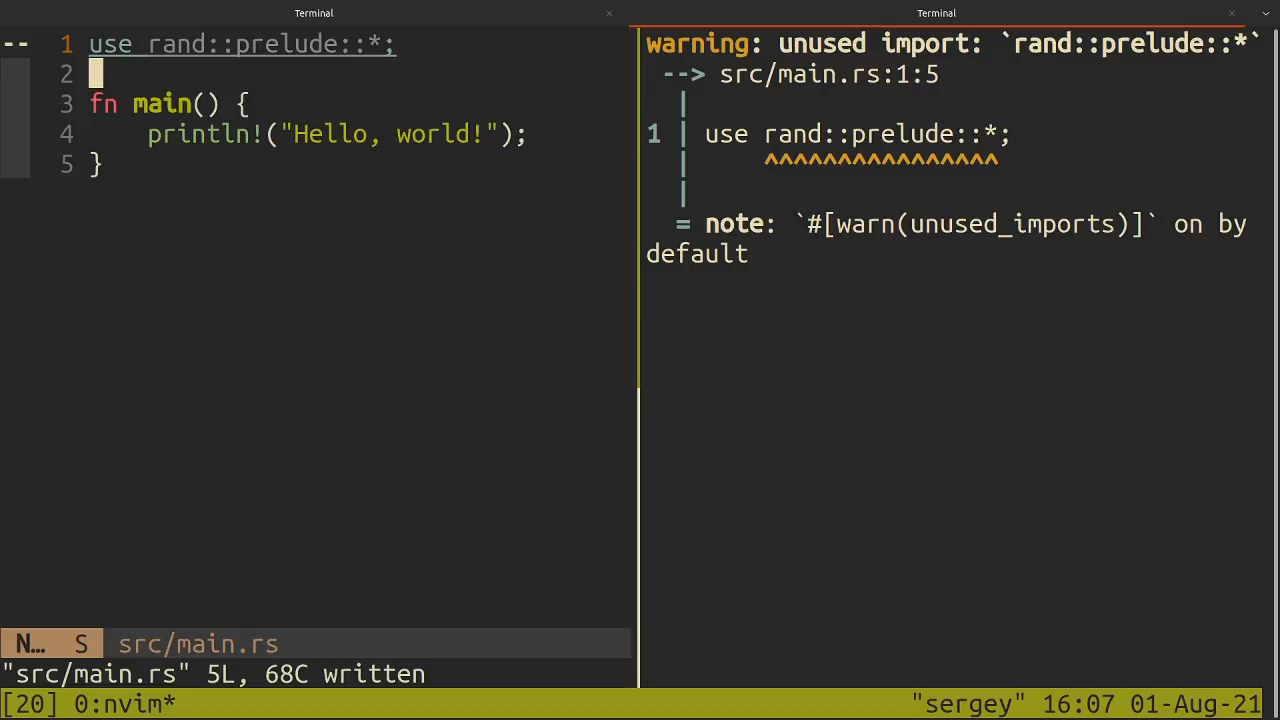 Terminal ×
-- 1 use rand::prelude::*;
2
3 fn main() {
4     println!("Hello, world!");
5 }
N… S src/main.rs
"src/main.rs" 5L, 68C written
Terminal ×
warning: unused import: `rand::prelude::*`
 --> src/main.rs:1:5
  |
1 | use rand::prelude::*;
  |     ^^^^^^^^^^^^^^^^
  |
  = note: `#[warn(unused_imports)]` on by
default
[20] 0:nvim* "sergey" 16:07 01-Aug-21